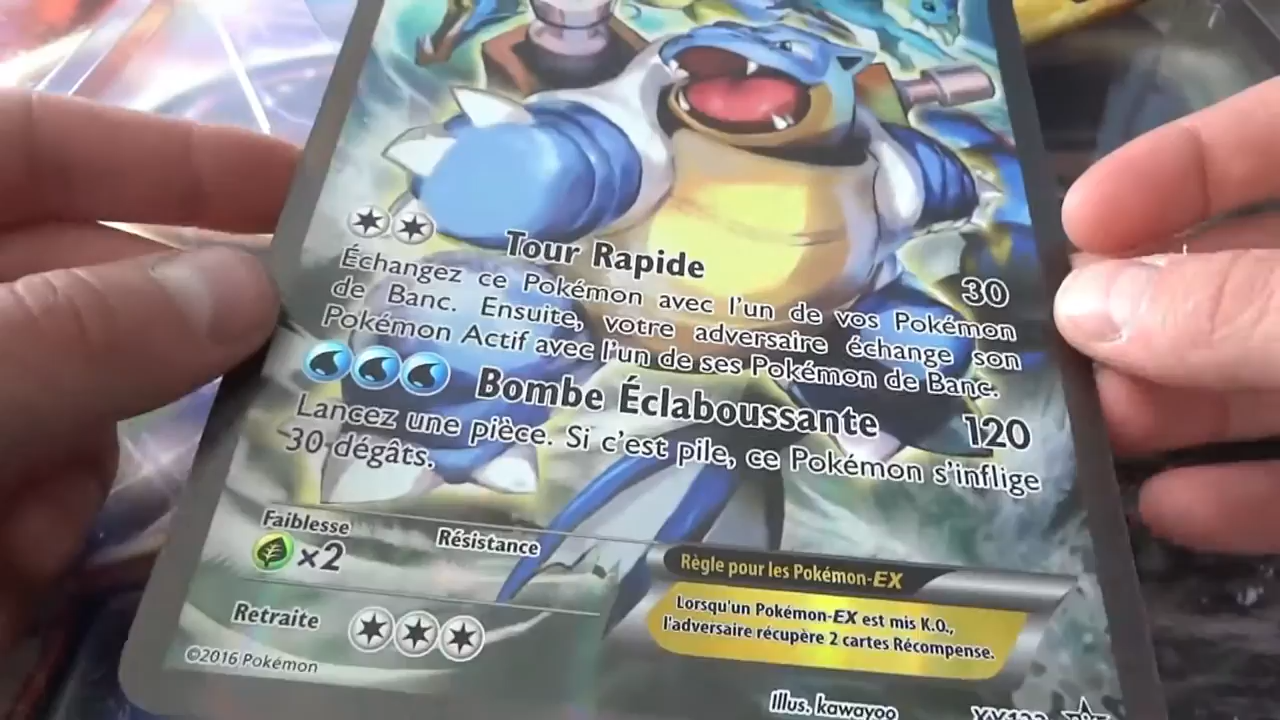 Tour Rapide 30
Échangez ce Pokémon avec l'un de vos Pokémon
de Banc. Ensuite, votre adversaire échange son
Pokémon Actif avec l'un de ses Pokémon de Banc.
Bombe Éclaboussante 120
Lancez une pièce. Si c'est pile, ce Pokémon s'inflige
30 dégâts.
Faiblesse
x2
Résistance
Retraite
©2016 Pokémon
Règle pour les Pokémon-EX
Lorsqu'un Pokémon-EX est mis K.O.,
l'adversaire récupère 2 cartes Récompense.
Illus. kawayoo